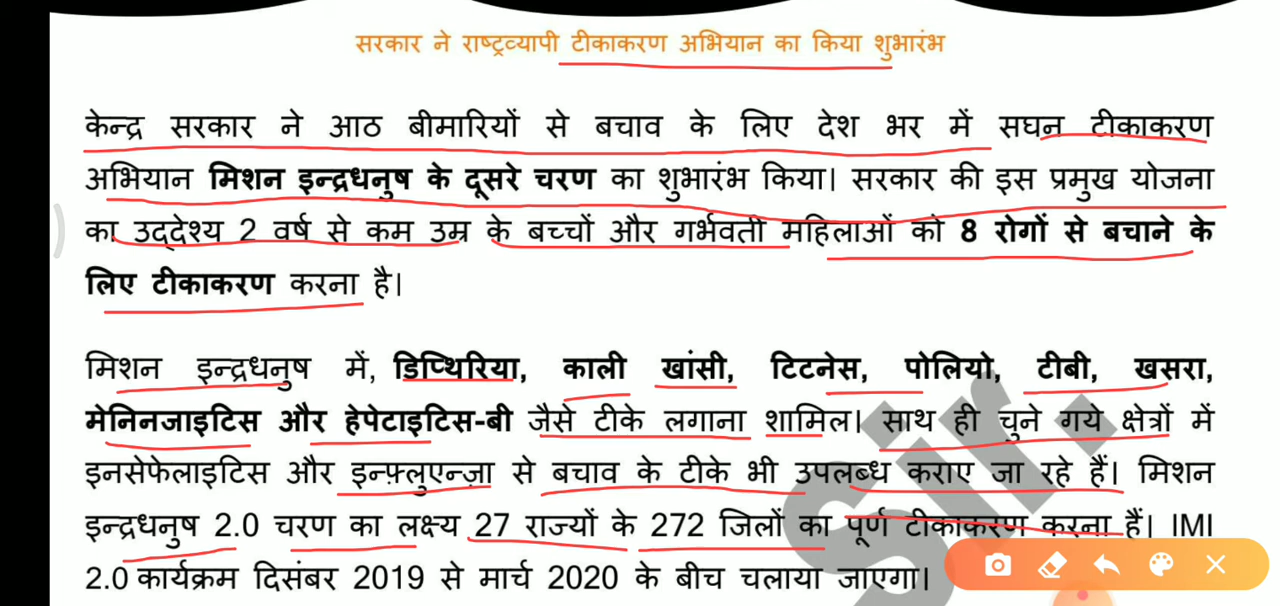 सरकार ने राष्ट्रव्यापी टीकाकरण अभियान का किया शुभारंभ
केन्द्र सरकार ने आठ बीमारियों से बचाव के लिए देश भर में सघन टीकाकरण
अभियान मिशन इन्द्रधनुष के दूसरे चरण का शुभारंभ किया। सरकार की इस प्रमुख योजना
का उद्देश्य 2 वर्ष से कम उम्र के बच्चों और गर्भवती महिलाओं को 8 रोगों से बचाने के
लिए टीकाकरण करना है।
मिशन इन्द्रधनुष में, डिप्थिरिया, काली खांसी, टिटनेस, पोलियो, टीबी, खसरा,
मेनिनजाइटिस और हेपेटाइटिस-बी जैसे टीके लगाना शामिल। साथ ही चुने गये क्षेत्रों में
इनसेफेलाइटिस और इन्फ़्लुएन्ज़ा से बचाव के टीके भी उपलब्ध कराए जा रहे हैं। मिशन
इन्द्रधनुष 2.0 चरण का लक्ष्य 27 राज्यों के 272 जिलों का पूर्ण टीकाकरण करना हैं। IMI
2.0 कार्यक्रम दिसंबर 2019 से मार्च 2020 के बीच चलाया जाएगा।
Sir.